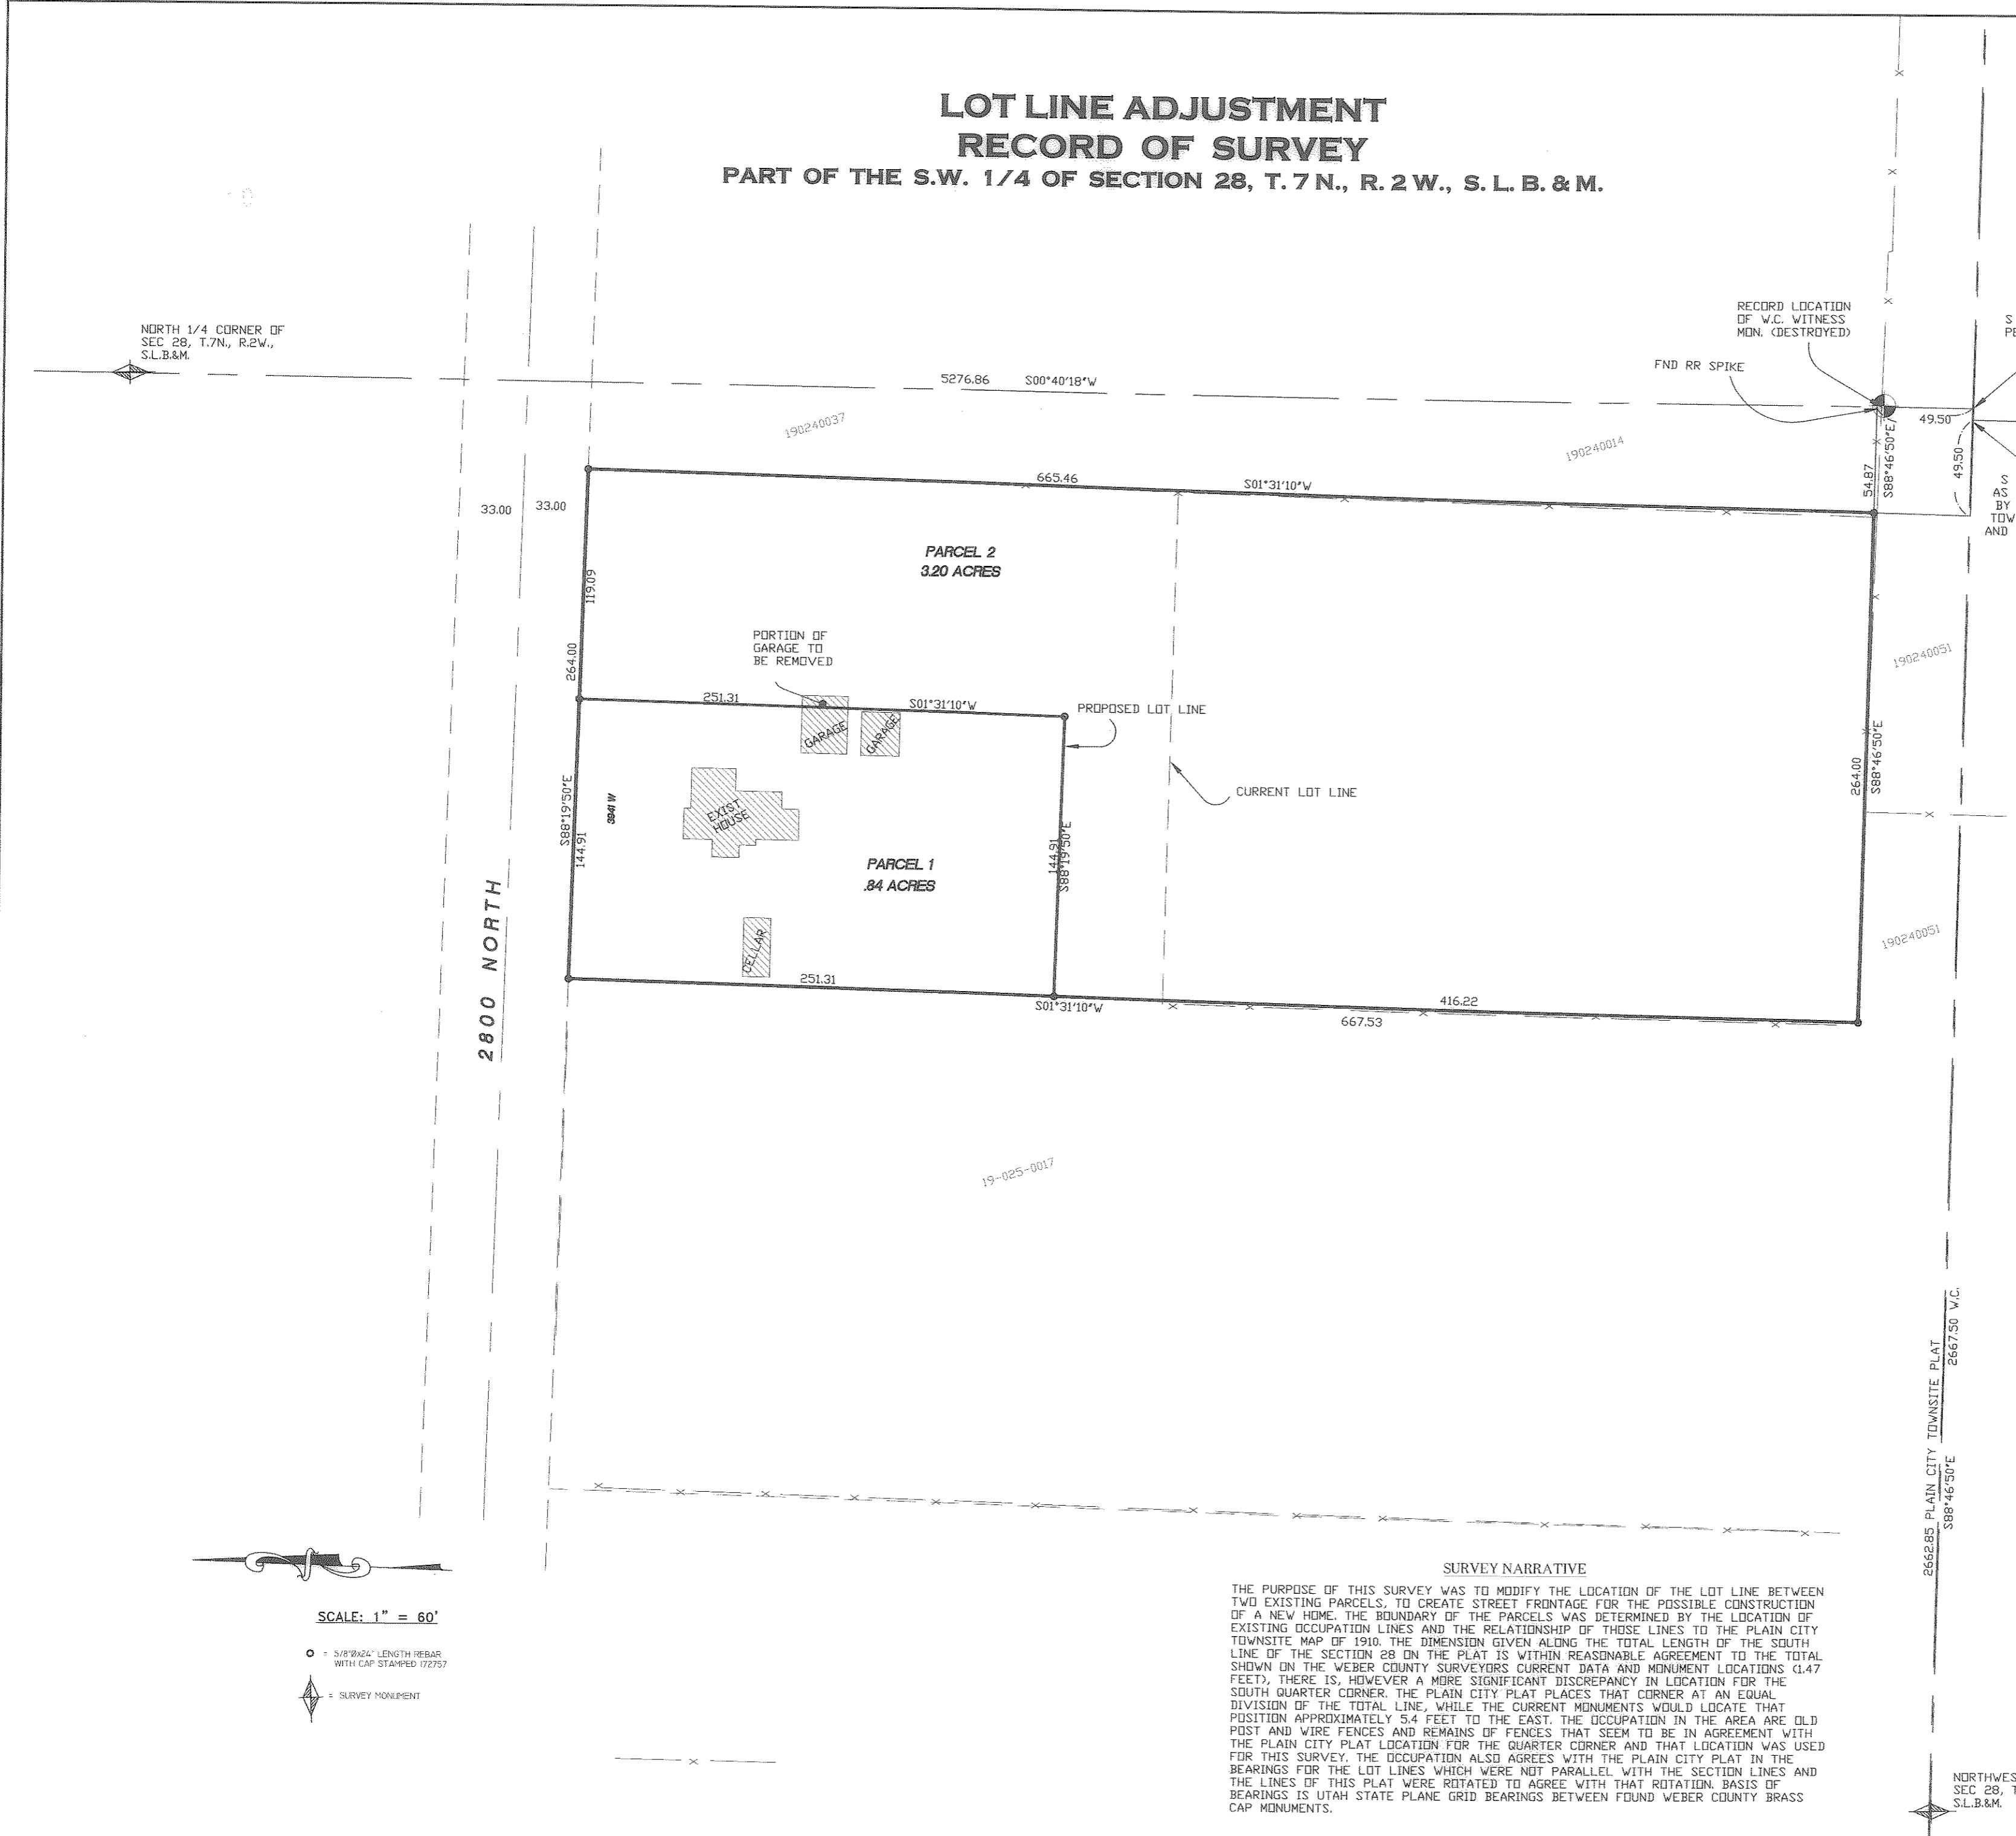 LOT LINE ADJUSTMENT
RECORD OF SURVEY
PART OF THE S.W. 1/4 OF SECTION 28, T. 7 N., R. 2 W., S. L. B. & M.
NORTH 1/4 CORNER OF
SEC 28, T.7N., R.2W.,
S.L.B.&M.
RECORD LOCATION
OF W.C. WITNESS
MON. (DESTROYED)
FND RR SPIKE
S
PE
5276.86 S00°40'18"W
190240037
190240014
49.50
49.50
54.87
S88°46'50"E
S
AS
BY
TOW
AND
665.46 S01°31'10"W
33.00 33.00
PARCEL 2
3.20 ACRES
119.09
264.00
PORTION OF
GARAGE TO
BE REMOVED
251.31 S01°31'10"W
GARAGE
GARAGE
PROPOSED LOT LINE
CURRENT LOT LINE
190240051
264.00
S88°46'50"E
S88°19'50"E
144.91
3941 W
EXIST
HOUSE
144.91
S88°19'50"E
PARCEL 1
.84 ACRES
CELLAR
190240051
251.31
S01°31'10"W
416.22
667.53
2800 NORTH
19-025-0017
2662.85 PLAIN CITY TOWNSITE PLAT
S88°46'50"E
2667.50 W.C.
SCALE: 1" = 60'
= 5/8"Øx24" LENGTH REBAR
WITH CAP STAMPED 172757
= SURVEY MONUMENT
SURVEY NARRATIVE
THE PURPOSE OF THIS SURVEY WAS TO MODIFY THE LOCATION OF THE LOT LINE BETWEEN
TWO EXISTING PARCELS, TO CREATE STREET FRONTAGE FOR THE POSSIBLE CONSTRUCTION
OF A NEW HOME. THE BOUNDARY OF THE PARCELS WAS DETERMINED BY THE LOCATION OF
EXISTING OCCUPATION LINES AND THE RELATIONSHIP OF THOSE LINES TO THE PLAIN CITY
TOWNSITE MAP OF 1910. THE DIMENSION GIVEN ALONG THE TOTAL LENGTH OF THE SOUTH
LINE OF THE SECTION 28 ON THE PLAT IS WITHIN REASONABLE AGREEMENT TO THE TOTAL
SHOWN ON THE WEBER COUNTY SURVEYORS CURRENT DATA AND MONUMENT LOCATIONS (1.47
FEET), THERE IS, HOWEVER A MORE SIGNIFICANT DISCREPANCY IN LOCATION FOR THE
SOUTH QUARTER CORNER. THE PLAIN CITY PLAT PLACES THAT CORNER AT AN EQUAL
DIVISION OF THE TOTAL LINE, WHILE THE CURRENT MONUMENTS WOULD LOCATE THAT
POSITION APPROXIMATELY 5.4 FEET TO THE EAST. THE OCCUPATION IN THE AREA ARE OLD
POST AND WIRE FENCES AND REMAINS OF FENCES THAT SEEM TO BE IN AGREEMENT WITH
THE PLAIN CITY PLAT LOCATION FOR THE QUARTER CORNER AND THAT LOCATION WAS USED
FOR THIS SURVEY. THE OCCUPATION ALSO AGREES WITH THE PLAIN CITY PLAT IN THE
BEARINGS FOR THE LOT LINES WHICH WERE NOT PARALLEL WITH THE SECTION LINES AND
THE LINES OF THIS PLAT WERE ROTATED TO AGREE WITH THAT ROTATION. BASIS OF
BEARINGS IS UTAH STATE PLANE GRID BEARINGS BETWEEN FOUND WEBER COUNTY BRASS
CAP MONUMENTS.
NORTHWES
SEC 28, T
S.L.B.&M.